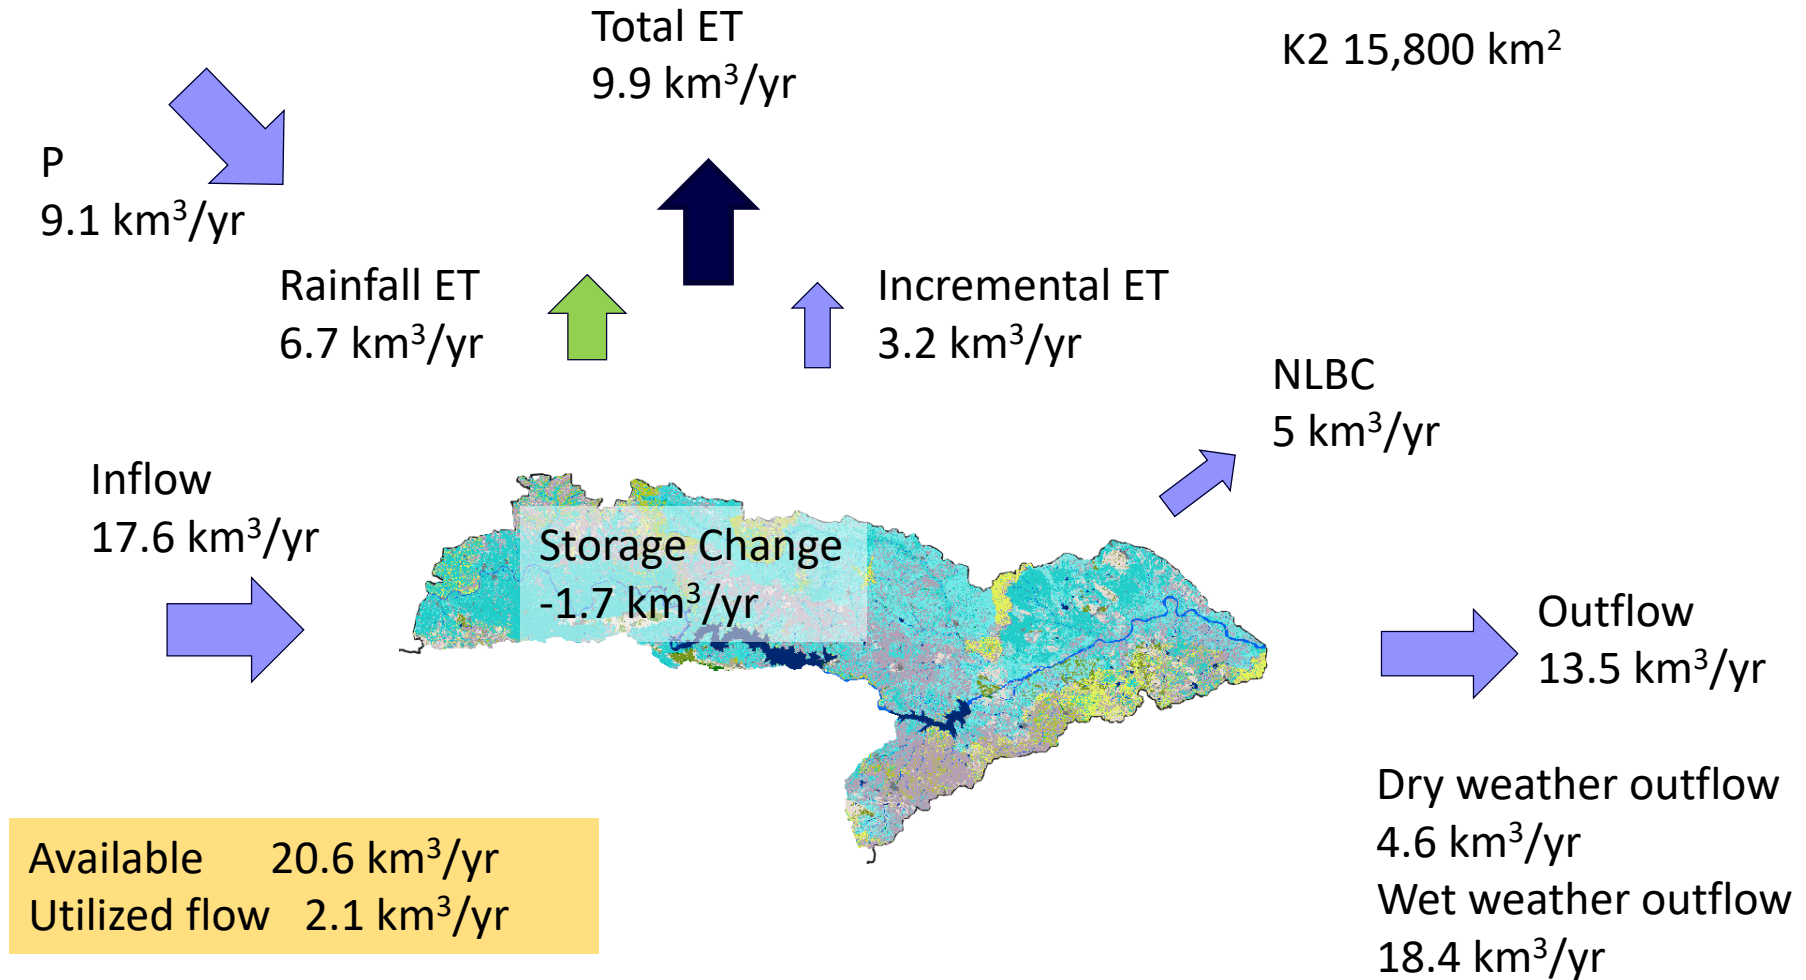 Total ET
9.9 km³/yr
K2 15,800 km²
P
9.1 km³/yr
Rainfall ET
6.7 km³/yr
Incremental ET
3.2 km³/yr
NLBC
5 km³/yr
Inflow
17.6 km³/yr
Storage Change
-1.7 km³/yr
Outflow
13.5 km³/yr
Dry weather outflow
4.6 km³/yr
Wet weather outflow
18.4 km³/yr
Available 20.6 km³/yr
Utilized flow 2.1 km³/yr